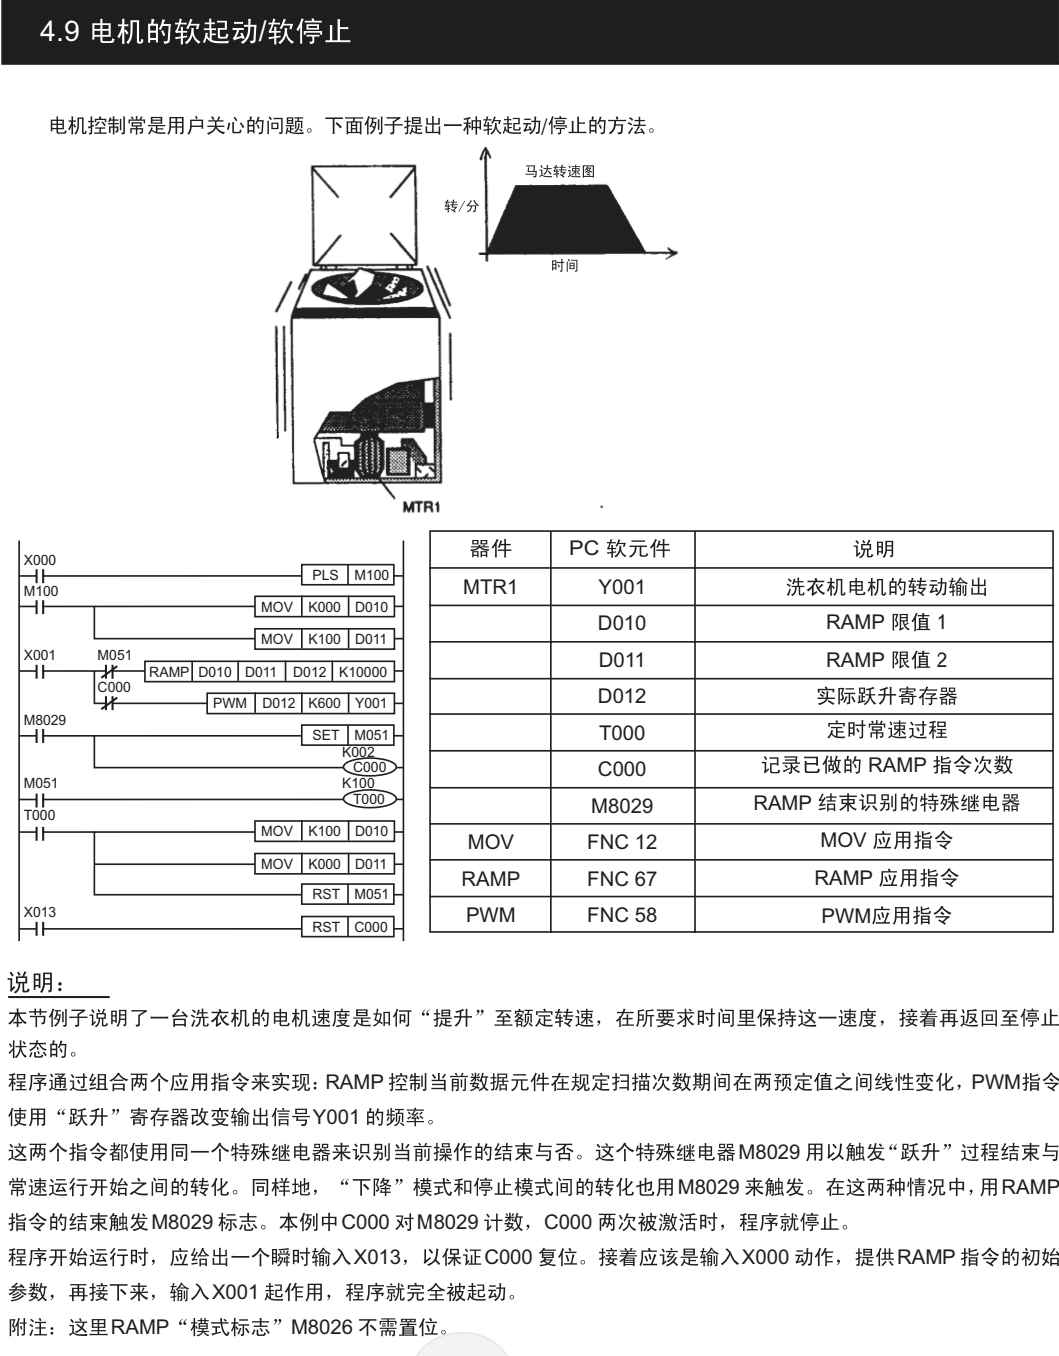 4.9 电机的软起动/软停止
电机控制常是用户关心的问题。下面例子提出一种软起动/停止的方法。
马达转速图
转/分
时间
MTR1
X000
PLS M100
M100
MOV K000 D010
MOV K100 D011
X001 M051
RAMP D010 D011 D012 K10000
C000
PWM D012 K600 Y001
M8029
SET M051
K002
C000
M051 K100
T000
T000
MOV K100 D010
MOV K000 D011
RST M051
X013
RST C000
器件 PC 软元件 说明
MTR1 Y001 洗衣机电机的转动输出
D010 RAMP 限值 1
D011 RAMP 限值 2
D012 实际跃升寄存器
T000 定时常速过程
C000 记录已做的 RAMP 指令次数
M8029 RAMP 结束识别的特殊继电器
MOV FNC 12 MOV 应用指令
RAMP FNC 67 RAMP 应用指令
PWM FNC 58 PWM应用指令
说明：
本节例子说明了一台洗衣机的电机速度是如何“提升”至额定转速，在所要求时间里保持这一速度，接着再返回至停止
状态的。
程序通过组合两个应用指令来实现：RAMP 控制当前数据元件在规定扫描次数期间在两预定值之间线性变化，PWM指令
使用“跃升”寄存器改变输出信号Y001 的频率。
这两个指令都使用同一个特殊继电器来识别当前操作的结束与否。这个特殊继电器M8029 用以触发“跃升”过程结束与
常速运行开始之间的转化。同样地，“下降”模式和停止模式间的转化也用M8029 来触发。在这两种情况中，用RAMP
指令的结束触发M8029 标志。本例中C000 对M8029 计数，C000 两次被激活时，程序就停止。
程序开始运行时，应给出一个瞬时输入X013，以保证C000 复位。接着应该是输入X000 动作，提供RAMP 指令的初始
参数，再接下来，输入X001 起作用，程序就完全被起动。
附注：这里RAMP“模式标志”M8026 不需置位。